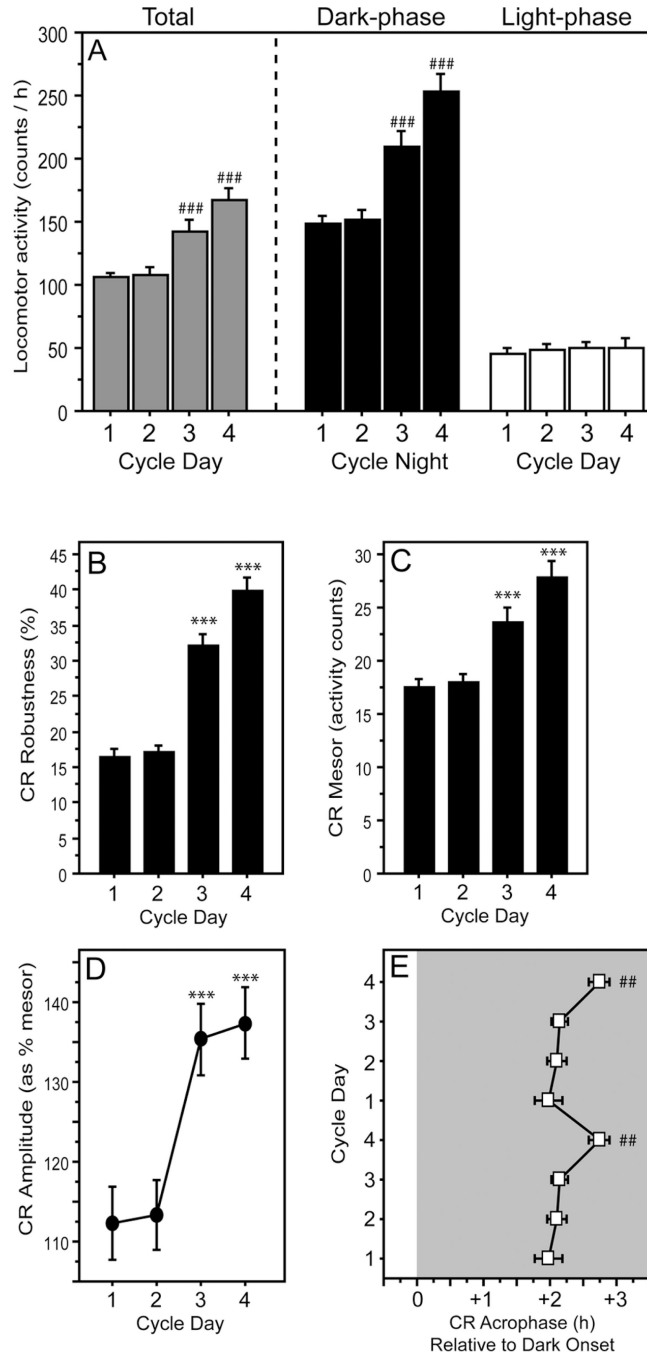 Total Dark-phase Light-phase
A
Locomotor activity (counts / h)
300
250
200
150
100
50
0
### ### ### ###
1 2 3 4 1 2 3 4 1 2 3 4
Cycle Day Cycle Night Cycle Day
B
CR Robustness (%)
45
40
35
30
25
20
15
10
5
0
*** ***
1 2 3 4
Cycle Day
C
CR Mesor (activity counts)
30
25
20
15
10
5
0
*** ***
1 2 3 4
Cycle Day
D
CR Amplitude (as % mesor)
140
130
120
110
*** ***
1 2 3 4
Cycle Day
E
Cycle Day
4 ##
3
2
1
4 ##
3
2
1
0 +1 +2 +3
CR Acrophase (h)
Relative to Dark Onset